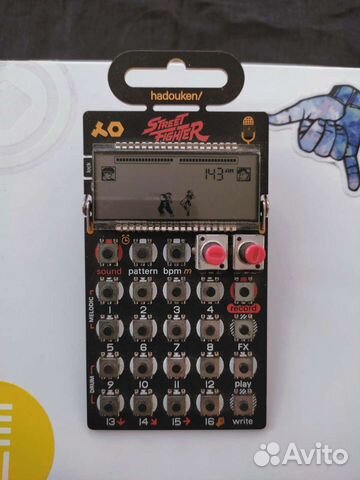 hadouken!
STREET
FIGHTER
lock
143
sound pattern bpm m
MELODIC
1 2 3 4 record
5 6 7 8 FX
DRUM
9 10 11 12 play
13 14 15 16 write
Avito